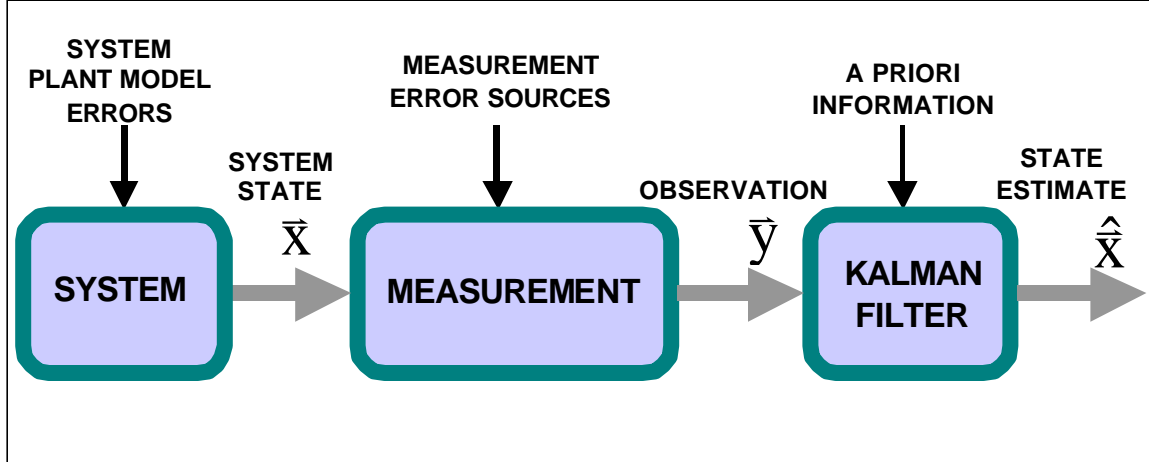 SYSTEM
PLANT MODEL
ERRORS
MEASUREMENT
ERROR SOURCES
A PRIORI
INFORMATION
SYSTEM
STATE
x⃗
OBSERVATION
y⃗
STATE
ESTIMATE
x⃗̂
SYSTEM
MEASUREMENT
KALMAN
FILTER